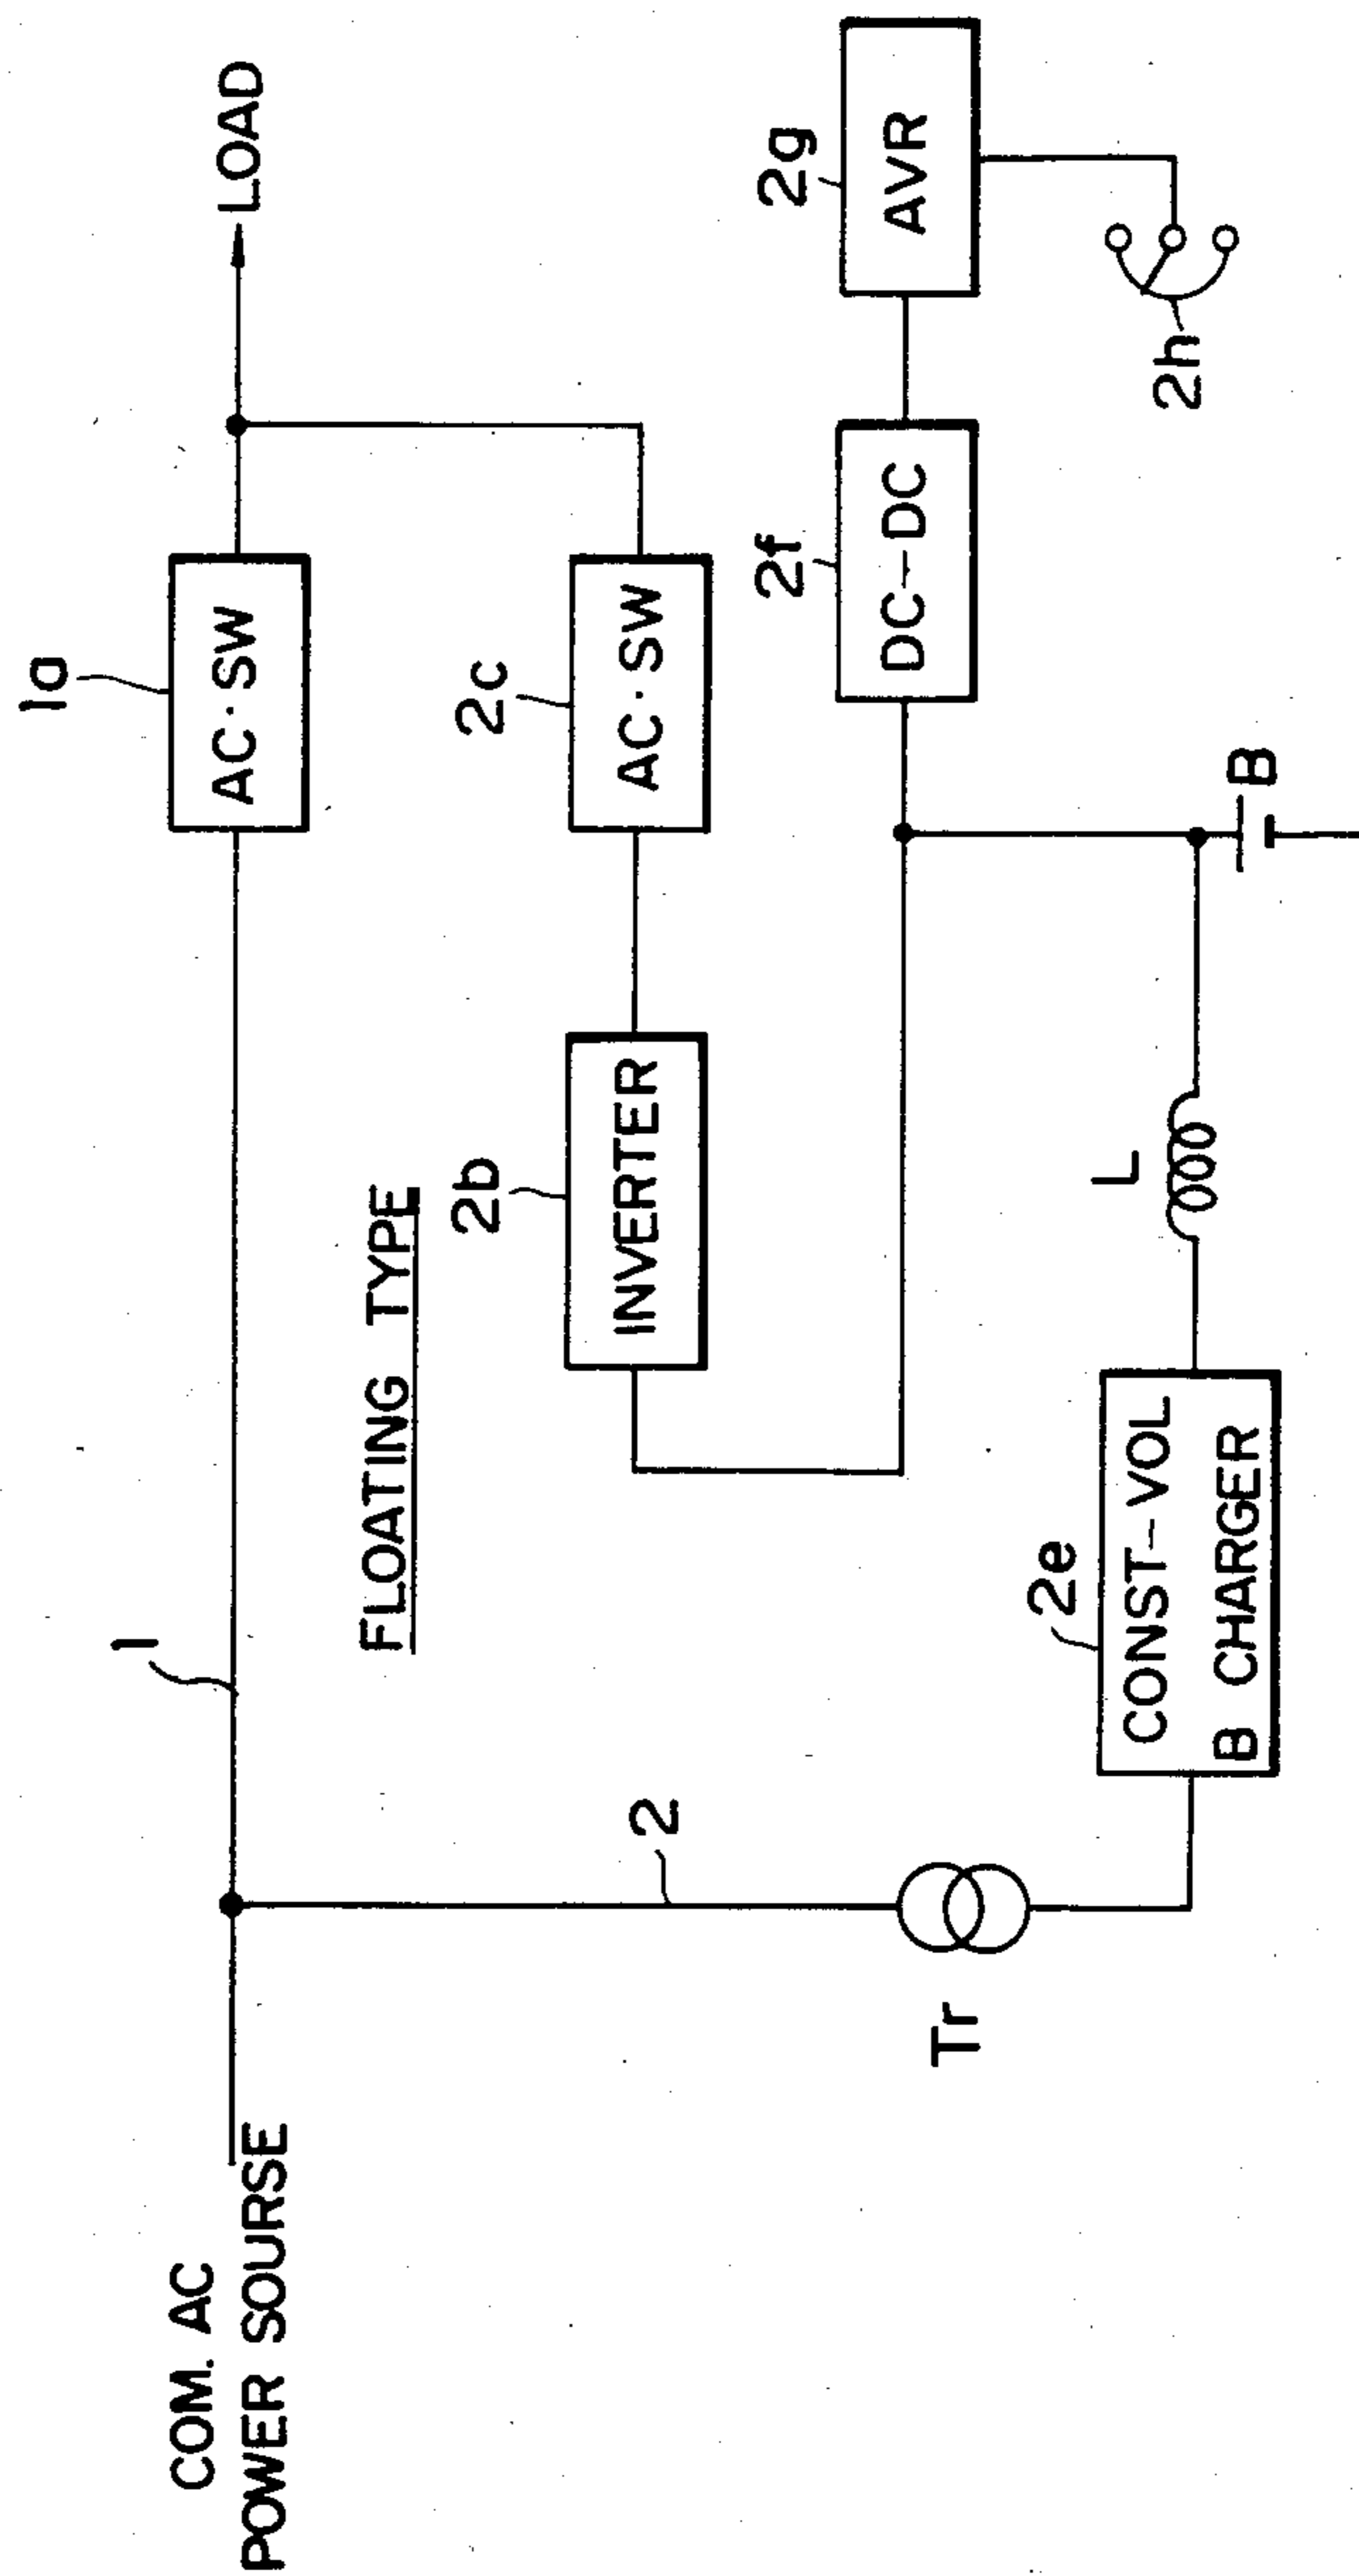 COM. AC
POWER SOURSE
1
1a
AC·SW
LOAD
FLOATING TYPE
2
2b
INVERTER
2c
AC·SW
Tr
2e
CONST-VOL
B CHARGER
L
B
2f
DC-DC
2g
AVR
2h